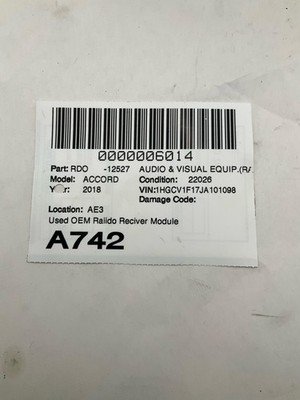 0000006014
Part: RDO -12527 AUDIO & VISUAL EQUIP.(RA
Model: ACCORD Condition: 22026
Year: 2018 VIN:1HGCV1F17JA101098
Damage Code:
Location: AE3
Used OEM Raiido Reciver Module
A742